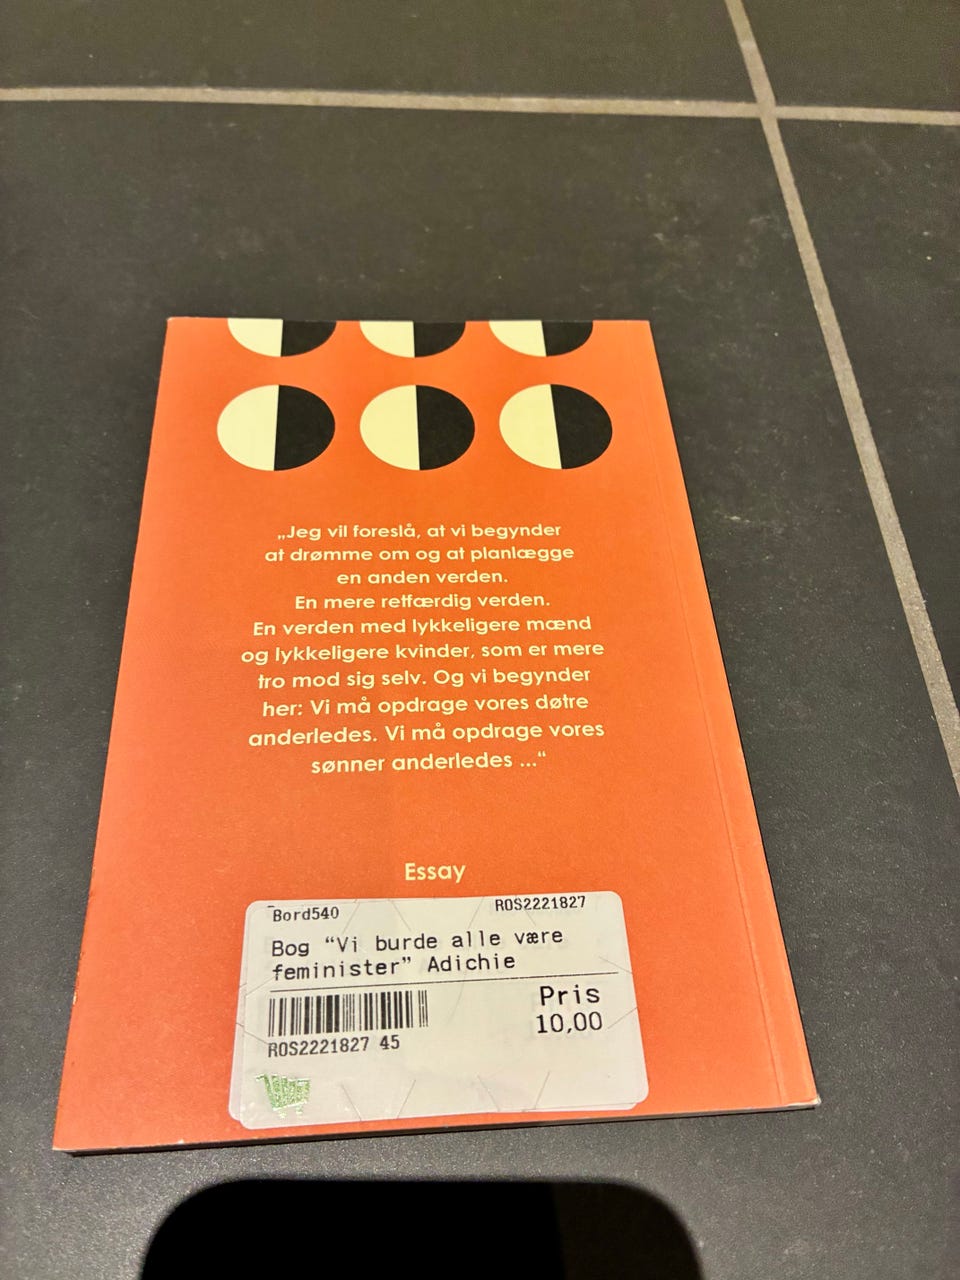 „Jeg vil foreslå, at vi begynder
at drømme om og at planlægge
en anden verden.
En mere retfærdig verden.
En verden med lykkeligere mænd
og lykkeligere kvinder, som er mere
tro mod sig selv. Og vi begynder
her: Vi må opdrage vores døtre
anderledes. Vi må opdrage vores
sønner anderledes ...“
Essay
Bord540 ROS2221827
Bog “Vi burde alle være
feminister” Adichie
Pris
10,00
ROS2221827 45